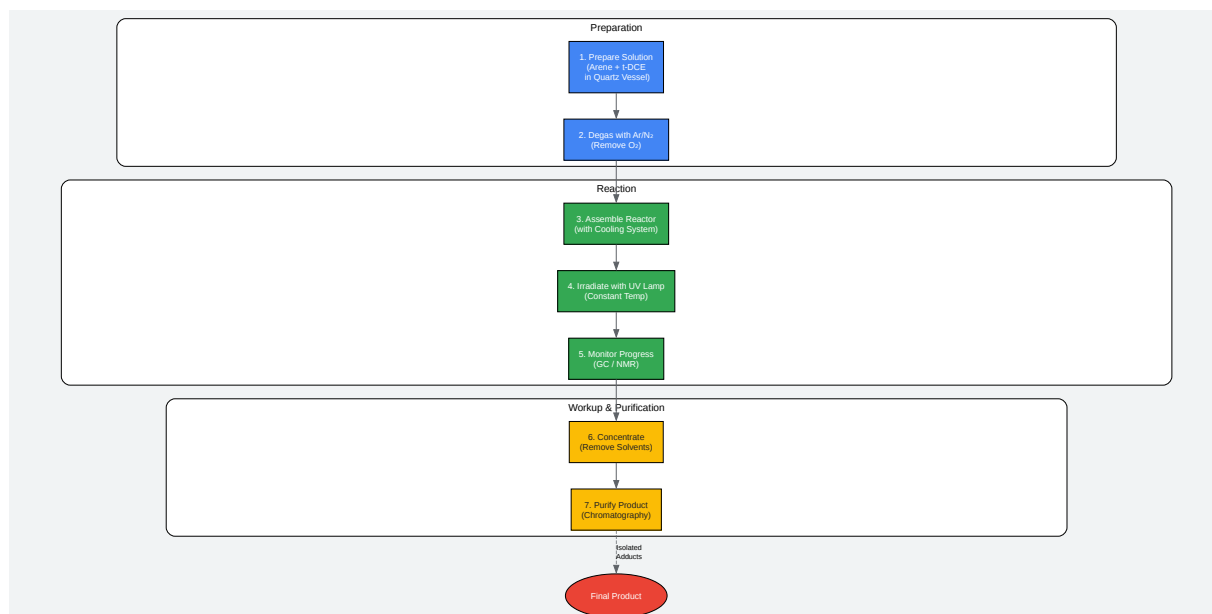 Preparation
1. Prepare Solution
(Arene + t-DCE
in Quartz Vessel)
2. Degas with Ar/N₂
(Remove O₂)
Reaction
3. Assemble Reactor
(with Cooling System)
4. Irradiate with UV Lamp
(Constant Temp)
5. Monitor Progress
(GC / NMR)
Workup & Purification
6. Concentrate
(Remove Solvents)
7. Purify Product
(Chromatography)
Isolated
Adducts
Final Product